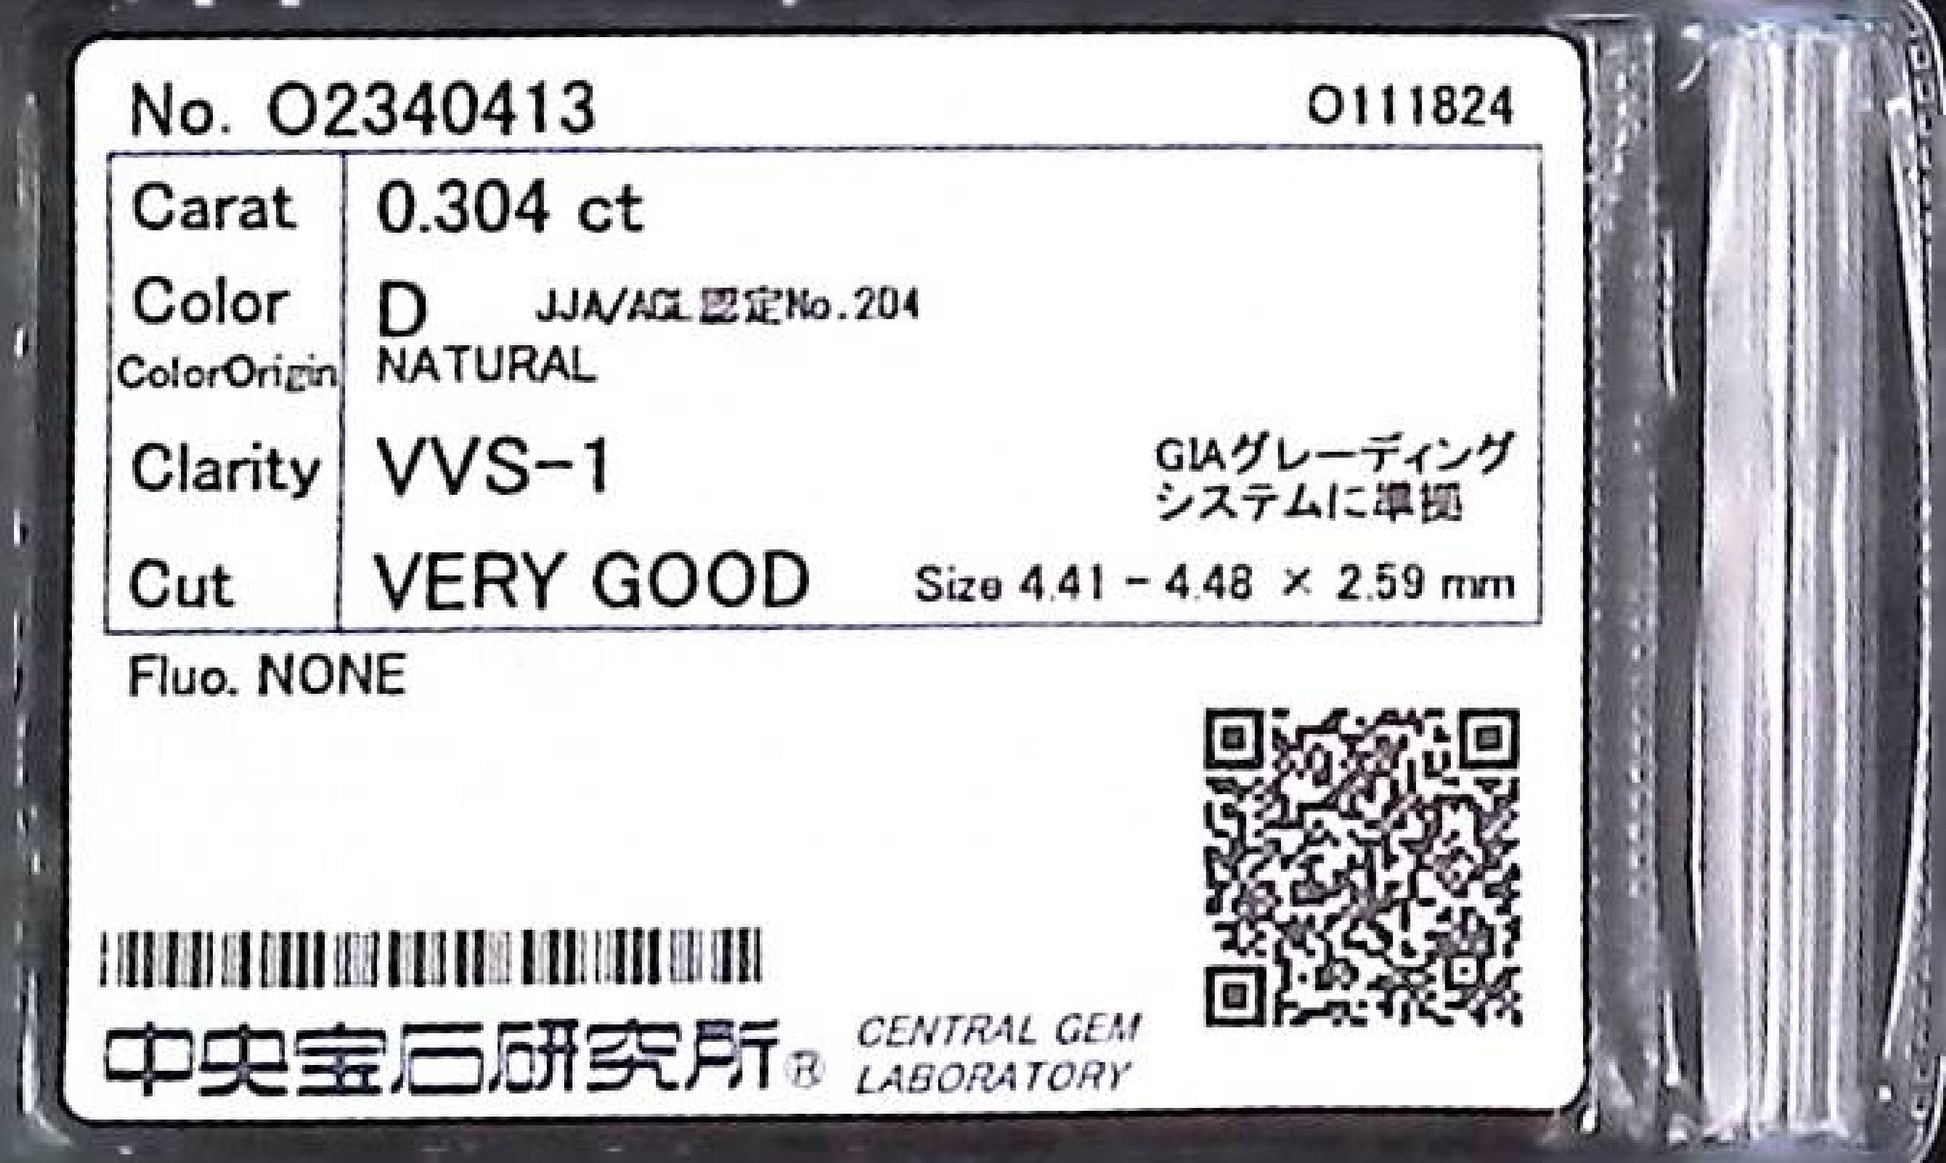 No. O2340413 O111824
Carat 0.304 ct
Color D JJA/AGL認定No.204
ColorOrigin NATURAL
Clarity VVS-1 GIAグレーディング
システムに準拠
Cut VERY GOOD Size 4.41 - 4.48 × 2.59 mm
Fluo. NONE
中央宝石研究所® CENTRAL GEM
LABORATORY